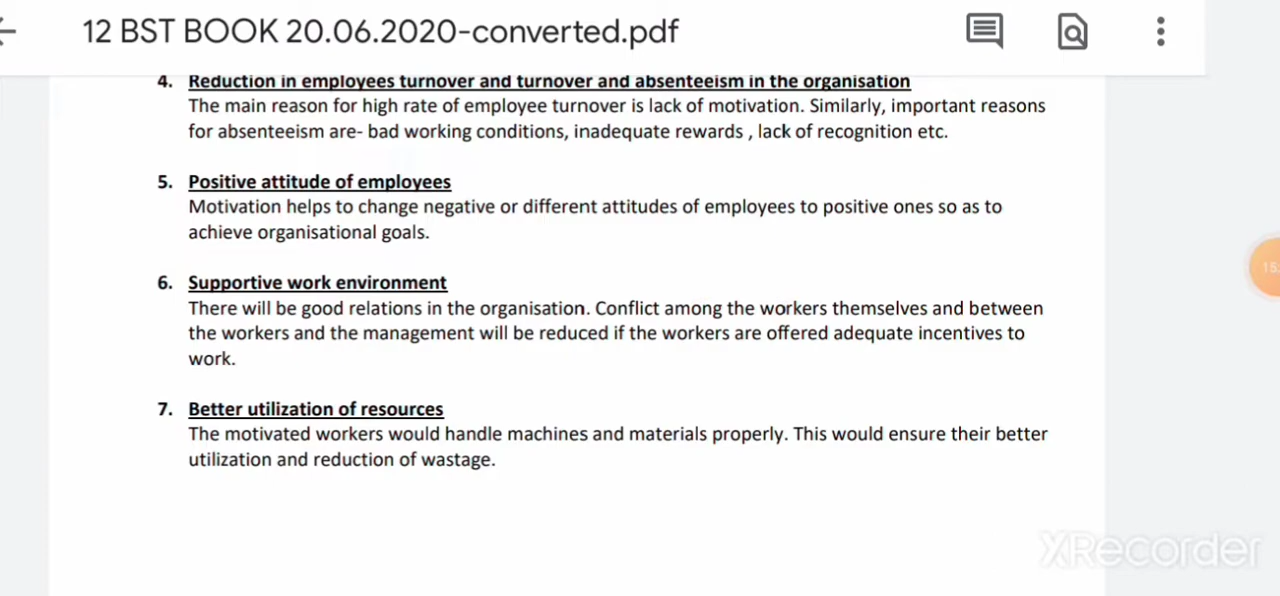 12 BST BOOK 20.06.2020-converted.pdf
4. Reduction in employees turnover and turnover and absenteeism in the organisation
The main reason for high rate of employee turnover is lack of motivation. Similarly, important reasons
for absenteeism are- bad working conditions, inadequate rewards , lack of recognition etc.
5. Positive attitude of employees
Motivation helps to change negative or different attitudes of employees to positive ones so as to
achieve organisational goals.
6. Supportive work environment
There will be good relations in the organisation. Conflict among the workers themselves and between
the workers and the management will be reduced if the workers are offered adequate incentives to
work.
7. Better utilization of resources
The motivated workers would handle machines and materials properly. This would ensure their better
utilization and reduction of wastage.
XRecorder